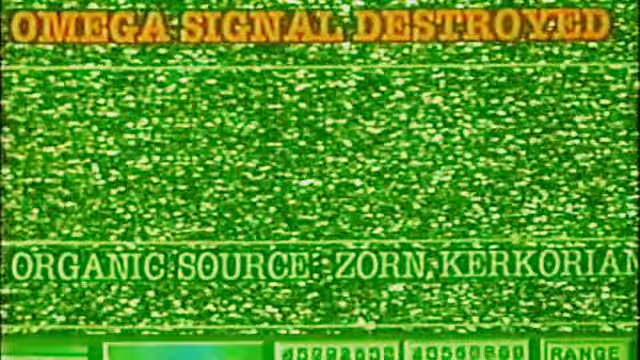 OMEGA SIGNAL DESTROYED
ORGANIC SOURCE: ZORN, KERKORIAN
RANGE